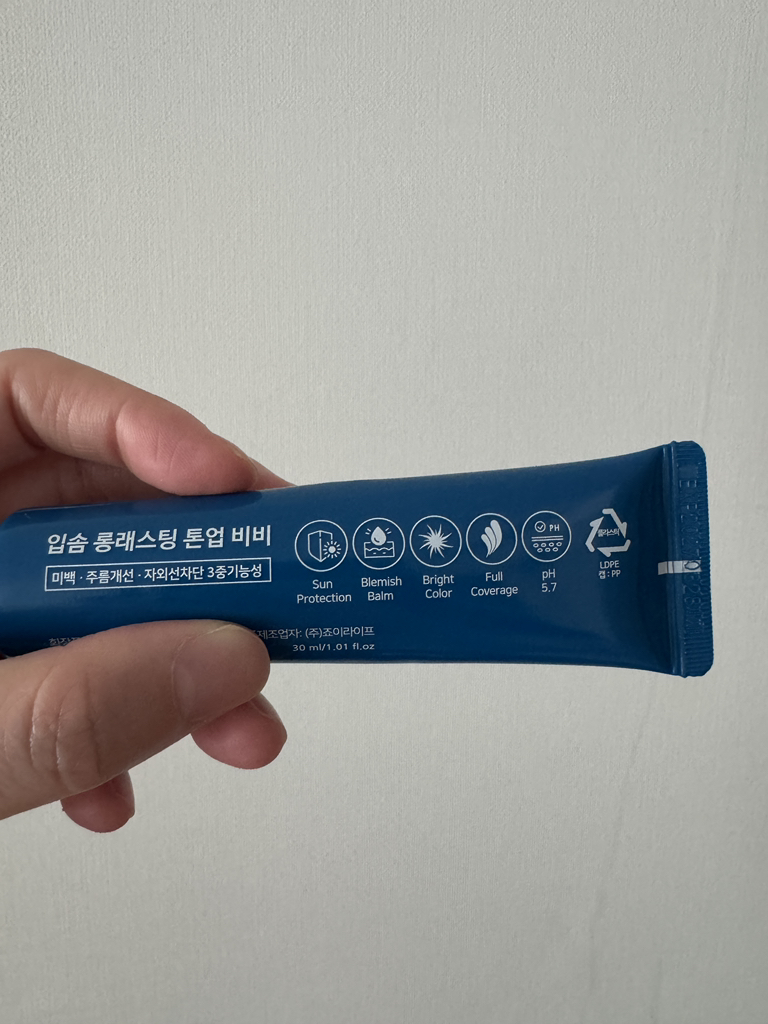 입솜 롱래스팅 톤업 비비
미백 · 주름개선 · 자외선차단 3중기능성
Sun
Protection
Blemish
Balm
Bright
Color
Full
Coverage
PH
pH
5.7
플라스틱
LDPE
캡 : PP
제조업자: (주)죠이라이프
30 ml/1.01 fl.oz